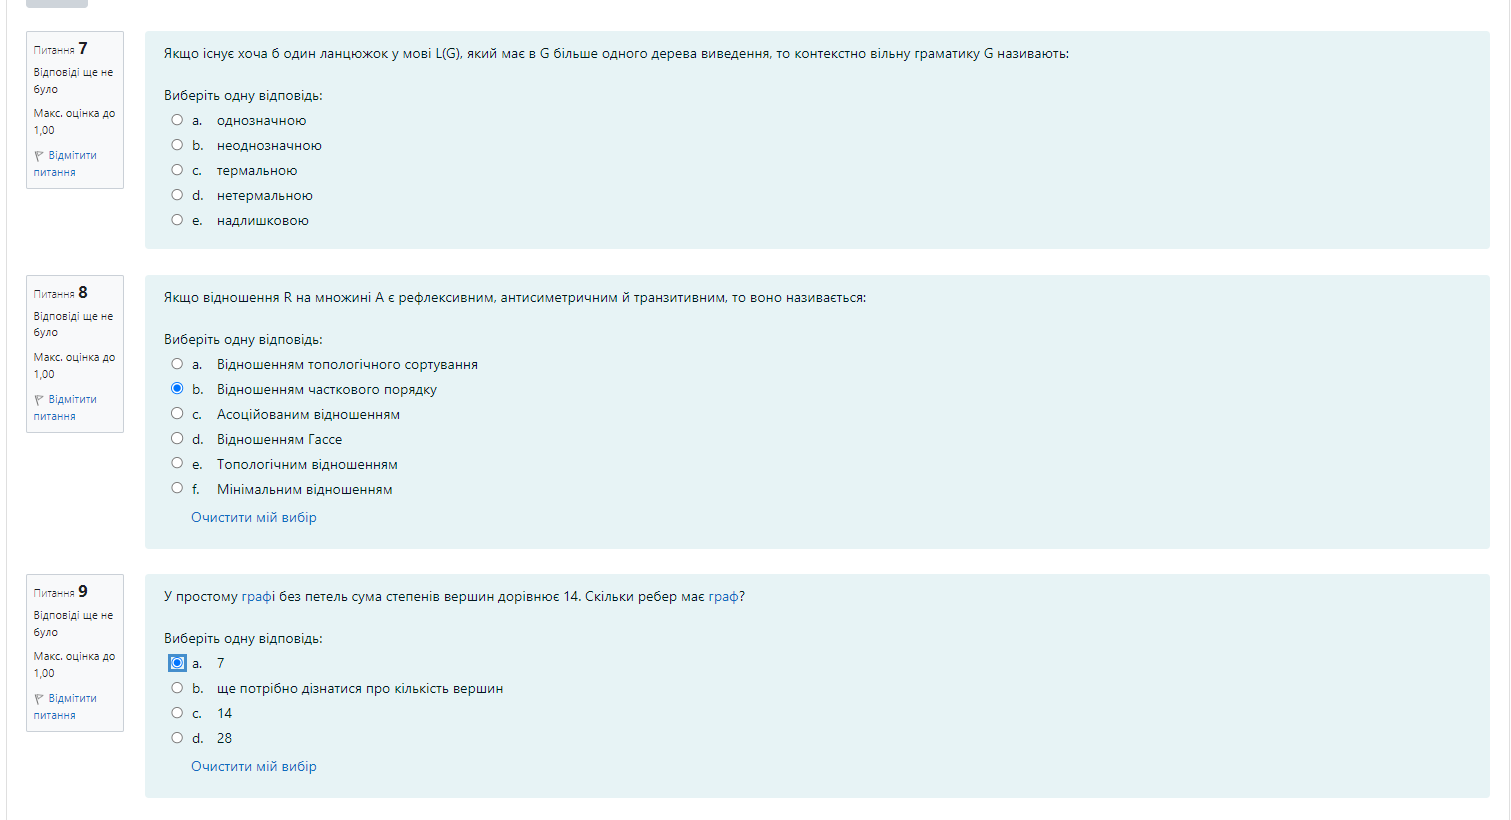 Питання 7
Відповіді ще не
було
Макс. оцінка до
1,00
Відмітити
питання
Якщо існує хоча б один ланцюжок у мові L(G), який має в G більше одного дерева виведення, то контекстно вільну граматику G називають:
Виберіть одну відповідь:
a. однозначною
b. неоднозначною
c. термальною
d. нетермальною
e. надлишковою
Питання 8
Відповіді ще не
було
Макс. оцінка до
1,00
Відмітити
питання
Якщо відношення R на множині A є рефлексивним, антисиметричним й транзитивним, то воно називається:
Виберіть одну відповідь:
a. Відношенням топологічного сортування
b. Відношенням часткового порядку
c. Асоційованим відношенням
d. Відношенням Гассе
e. Топологічним відношенням
f. Мінімальним відношенням
Очистити мій вибір
Питання 9
Відповіді ще не
було
Макс. оцінка до
1,00
Відмітити
питання
У простому графі без петель сума степенів вершин дорівнює 14. Скільки ребер має граф?
Виберіть одну відповідь:
a. 7
b. ще потрібно дізнатися про кількість вершин
c. 14
d. 28
Очистити мій вибір